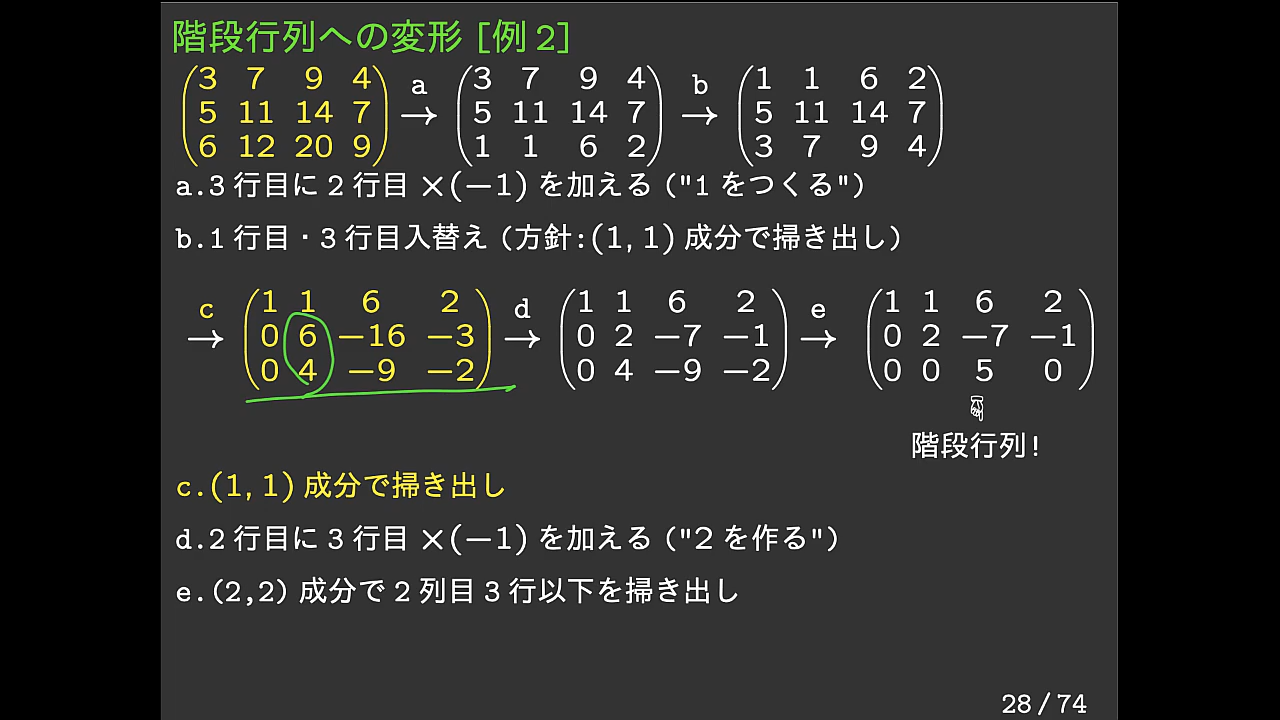 階段行列への変形 [例 2]
3 7 9 4 a 3 7 9 4 b 1 1 6 2
5 11 14 7 → 5 11 14 7 → 5 11 14 7
6 12 20 9 1 1 6 2 3 7 9 4
a.3 行目に 2 行目 ×(−1) を加える ("1 をつくる")
b.1 行目・3 行目入替え (方針:(1, 1) 成分で掃き出し)
c 1 1 6 2 d 1 1 6 2 e 1 1 6 2
→ 0 6 −16 −3 → 0 2 −7 −1 → 0 2 −7 −1
0 4 −9 −2 0 4 −9 −2 0 0 5 0
☟
階段行列!
c.(1, 1) 成分で掃き出し
d.2 行目に 3 行目 ×(−1) を加える ("2 を作る")
e.(2,2) 成分で 2 列目 3 行以下を掃き出し
28 / 74